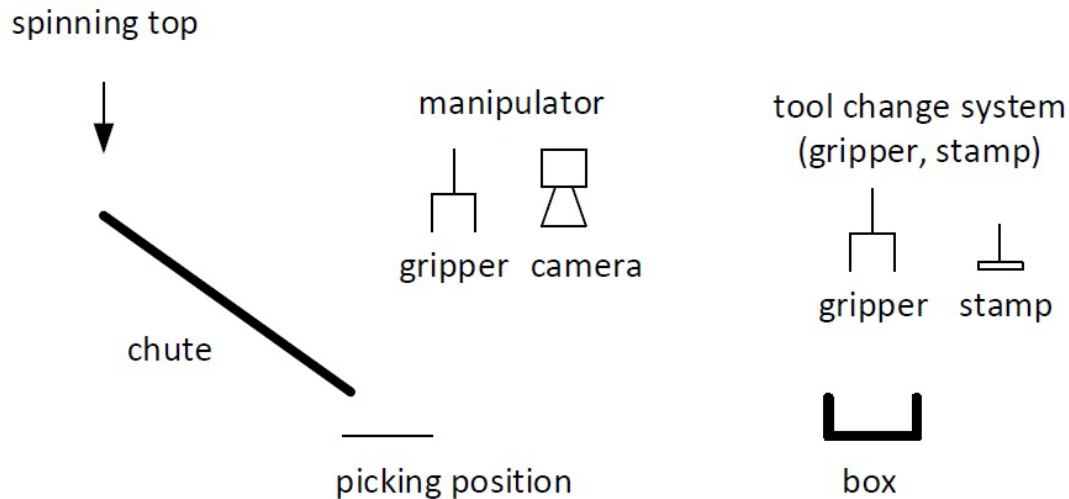 spinning top
manipulator
tool change system
(gripper, stamp)
gripper
camera
gripper
stamp
chute
picking position
box